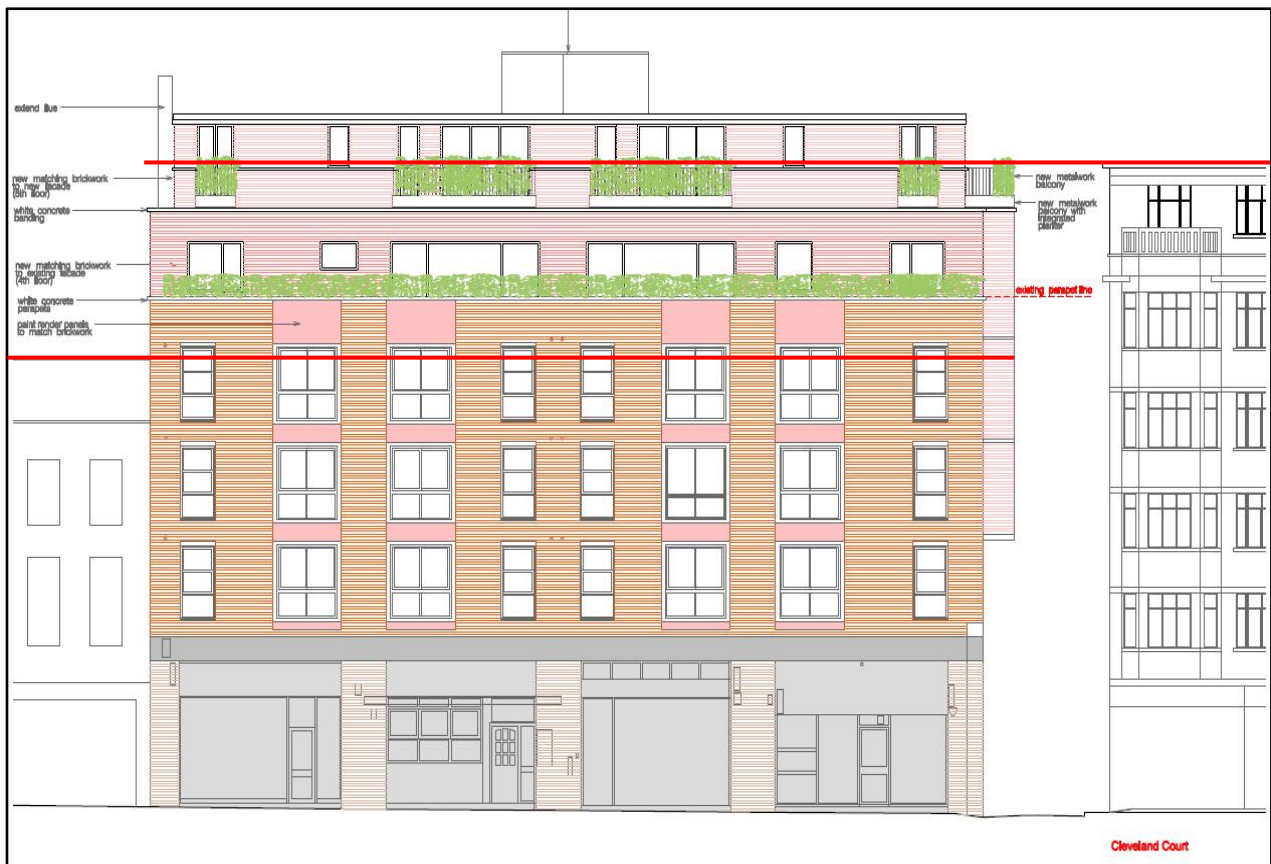 extend flue
new matching brickwork
to new facade
(5th floor)
white concrete
banding
new matching brickwork
to existing facade
(4th floor)
white concrete
parapets
paint render panels
to match brickwork
new metalwork
balcony
new metalwork
balcony with
integrated
planter
existing parapet line
Cleveland Court